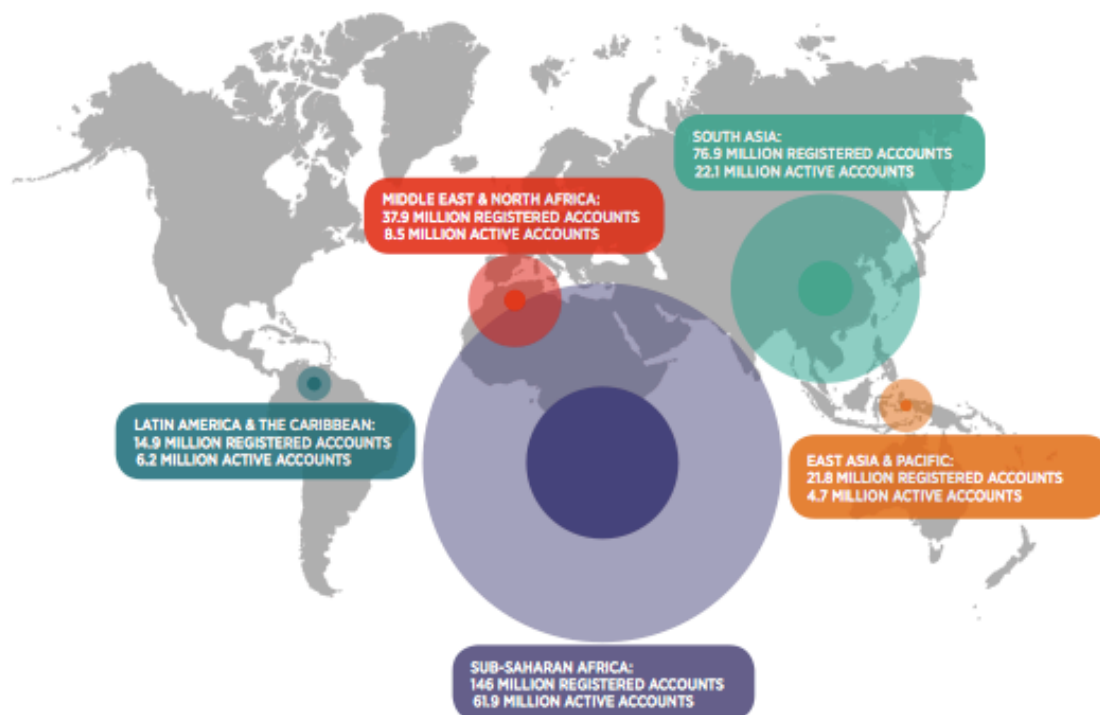 SOUTH ASIA:
76.9 MILLION REGISTERED ACCOUNTS
22.1 MILLION ACTIVE ACCOUNTS
MIDDLE EAST & NORTH AFRICA:
37.9 MILLION REGISTERED ACCOUNTS
8.5 MILLION ACTIVE ACCOUNTS
LATIN AMERICA & THE CARIBBEAN:
14.9 MILLION REGISTERED ACCOUNTS
6.2 MILLION ACTIVE ACCOUNTS
EAST ASIA & PACIFIC:
21.8 MILLION REGISTERED ACCOUNTS
4.7 MILLION ACTIVE ACCOUNTS
SUB-SAHARAN AFRICA:
146 MILLION REGISTERED ACCOUNTS
61.9 MILLION ACTIVE ACCOUNTS